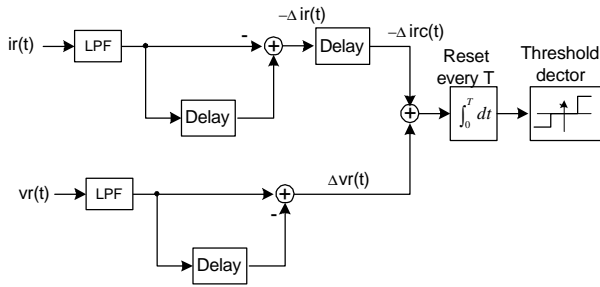 -Δ ir(t)
-Δ irc(t)
ir(t)
LPF
-
+
Delay
Delay
Reset
every T
Threshold
dector
+
∫₀ᵀ dt
vr(t)
LPF
+
Δvr(t)
-
Delay